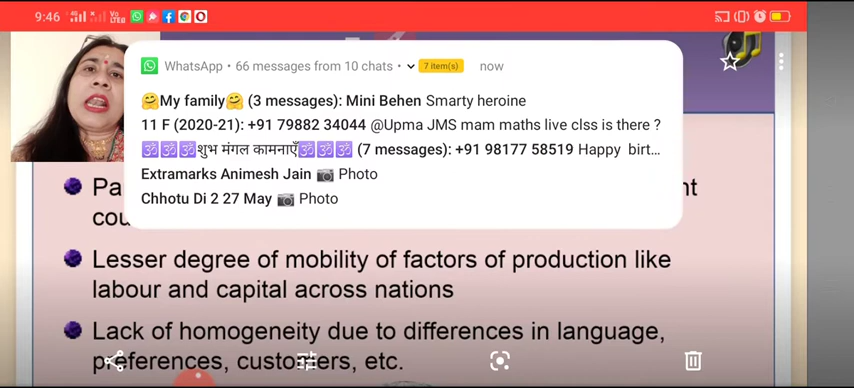 9:46 Vo LTE
WhatsApp • 66 messages from 10 chats • 7 item(s) now
🤗My family🤗 (3 messages): Mini Behen Smarty heroine
11 F (2020-21): +91 79882 34044 @Upma JMS mam maths live clss is there ?
🕉🕉🕉शुभ मंगल कामनाएँ🕉🕉🕉 (7 messages): +91 98177 58519 Happy birt...
Extramarks Animesh Jain 📷 Photo
Chhotu Di 2 27 May 📷 Photo
Lesser degree of mobility of factors of production like
labour and capital across nations
Lack of homogeneity due to differences in language,
preferences, customers, etc.